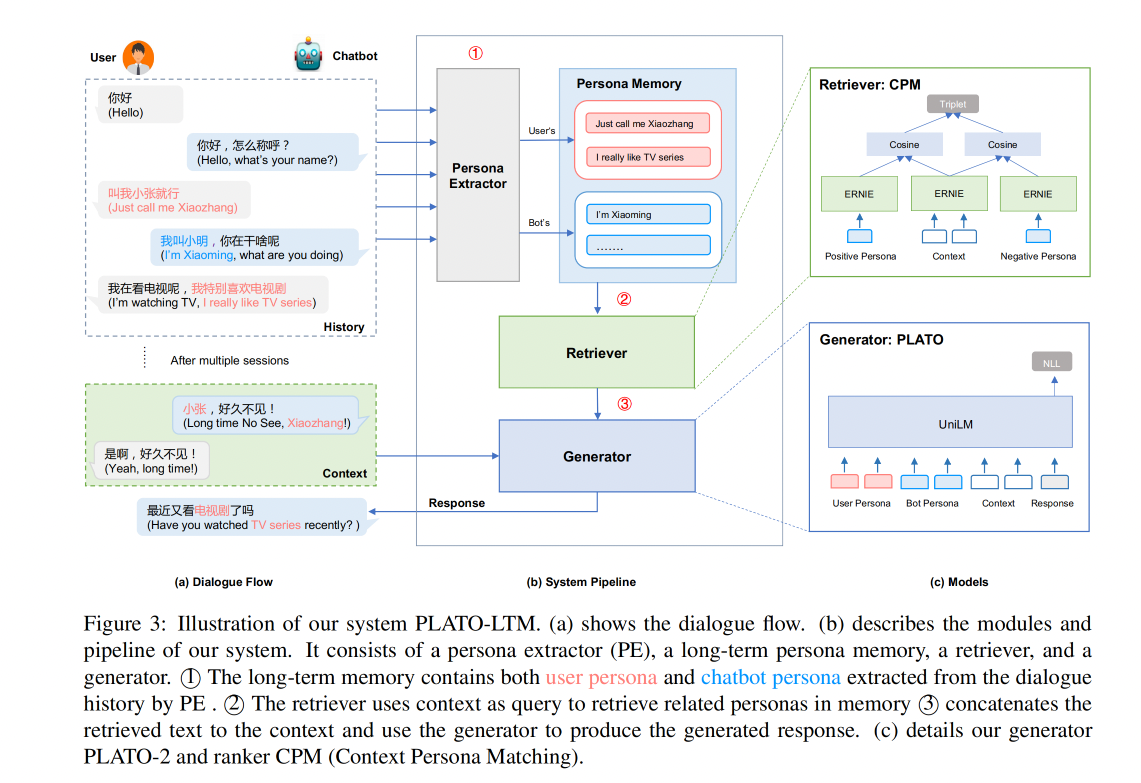 User
Chatbot
你好
(Hello)
你好，怎么称呼？
(Hello, what's your name?)
叫我小张就行
(Just call me Xiaozhang)
我叫小明，你在干啥呢
(I'm Xiaoming, what are you doing)
我在看电视呢，我特别喜欢电视剧
(I'm watching TV, I really like TV series)
History
After multiple sessions
小张，好久不见！
(Long time No See, Xiaozhang!)
是啊，好久不见！
(Yeah, long time!)
Context
最近又看电视剧了吗
(Have you watched TV series recently? )
(a) Dialogue Flow
①
Persona
Extractor
User's
Bot's
Persona Memory
Just call me Xiaozhang
I really like TV series
I'm Xiaoming
.......
②
Retriever
③
Generator
Response
(b) System Pipeline
Retriever: CPM
Triplet
Cosine
Cosine
ERNIE
ERNIE
ERNIE
Positive Persona
Context
Negative Persona
Generator: PLATO
NLL
UniLM
User Persona
Bot Persona
Context
Response
(c) Models
Figure 3: Illustration of our system PLATO-LTM. (a) shows the dialogue flow. (b) describes the modules and
pipeline of our system. It consists of a persona extractor (PE), a long-term persona memory, a retriever, and a
generator. ① The long-term memory contains both user persona and chatbot persona extracted from the dialogue
history by PE . ② The retriever uses context as query to retrieve related personas in memory ③ concatenates the
retrieved text to the context and use the generator to produce the generated response. (c) details our generator
PLATO-2 and ranker CPM (Context Persona Matching).